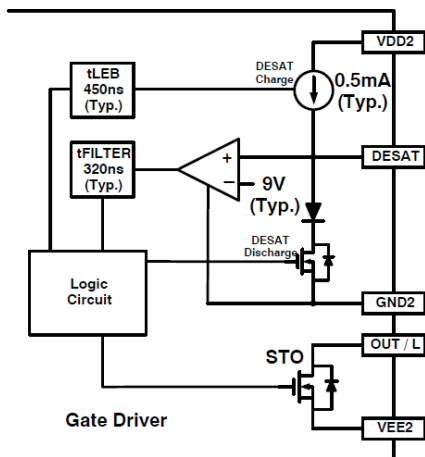 VDD2
tLEB
450ns
(Typ.)
DESAT
Charge
0.5mA
(Typ.)
tFILTER
320ns
(Typ.)
+
−
9V
(Typ.)
DESAT
DESAT
Discharge
Logic
Circuit
GND2
OUT / L
STO
Gate Driver
VEE2